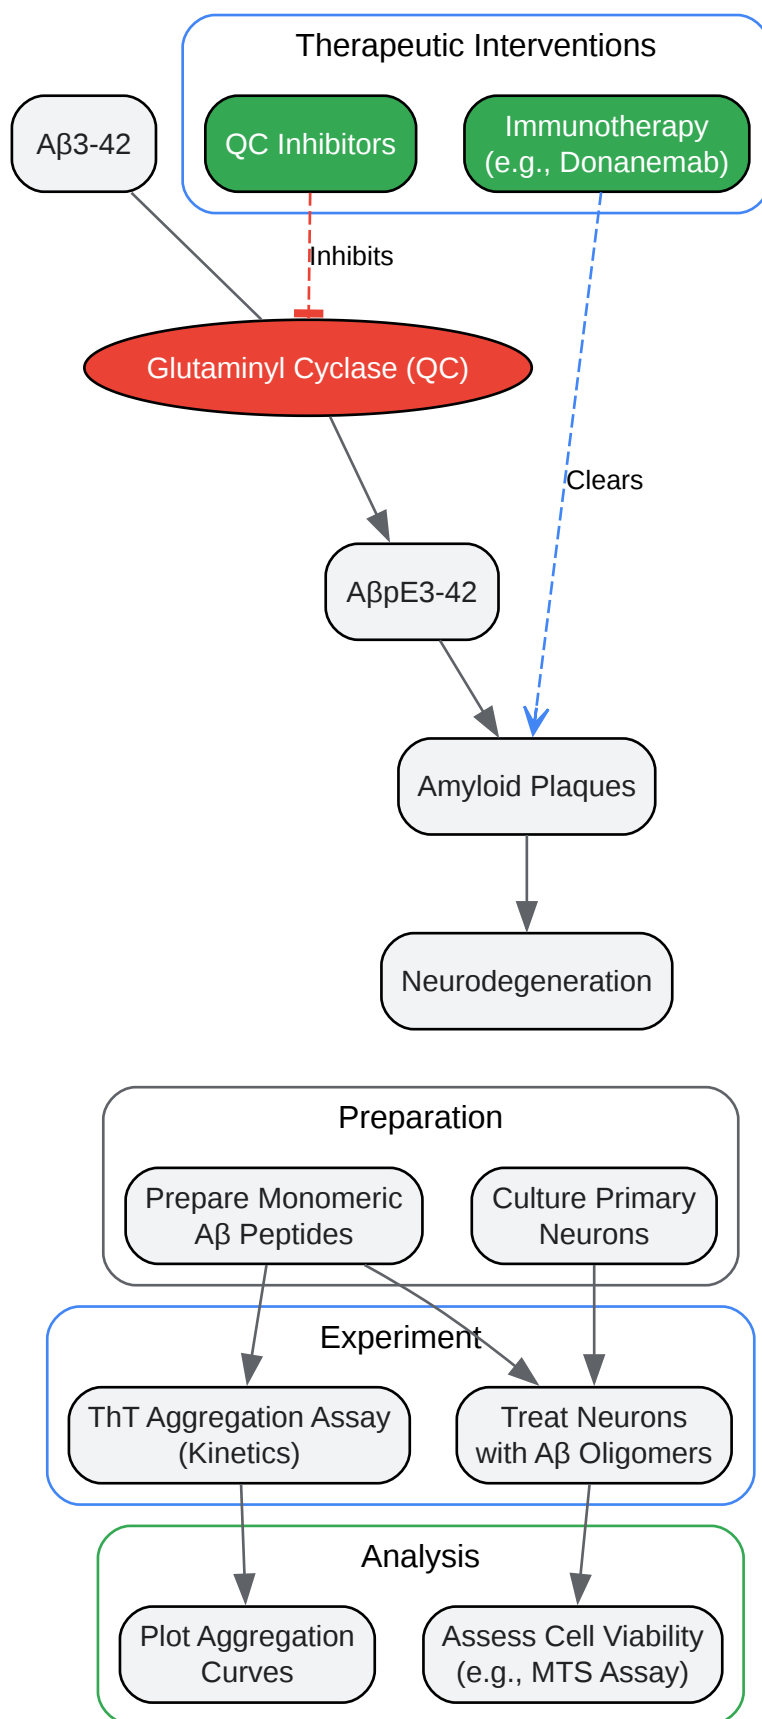 Therapeutic Interventions
Aβ3-42
QC Inhibitors
Immunotherapy
(e.g., Donanemab)
Inhibits
Glutaminyl Cyclase (QC)
Clears
AβpE3-42
Amyloid Plaques
Neurodegeneration
Preparation
Prepare Monomeric
Aβ Peptides
Culture Primary
Neurons
Experiment
ThT Aggregation Assay
(Kinetics)
Treat Neurons
with Aβ Oligomers
Analysis
Plot Aggregation
Curves
Assess Cell Viability
(e.g., MTS Assay)